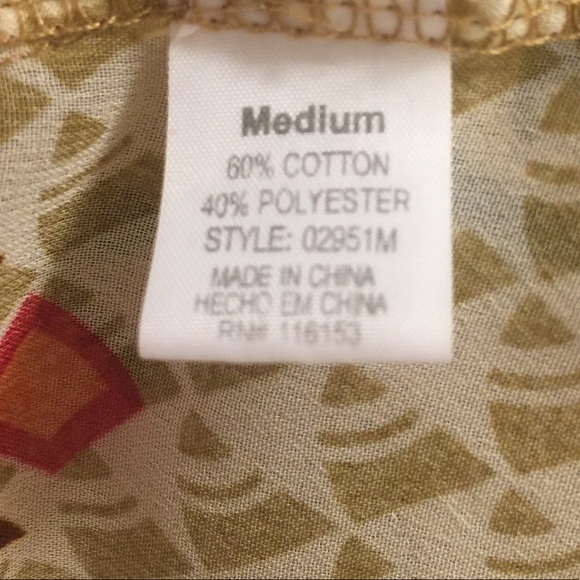 Medium
60% COTTON
40% POLYESTER
STYLE: 02951M
MADE IN CHINA
HECHO EM CHINA
RN# 116153